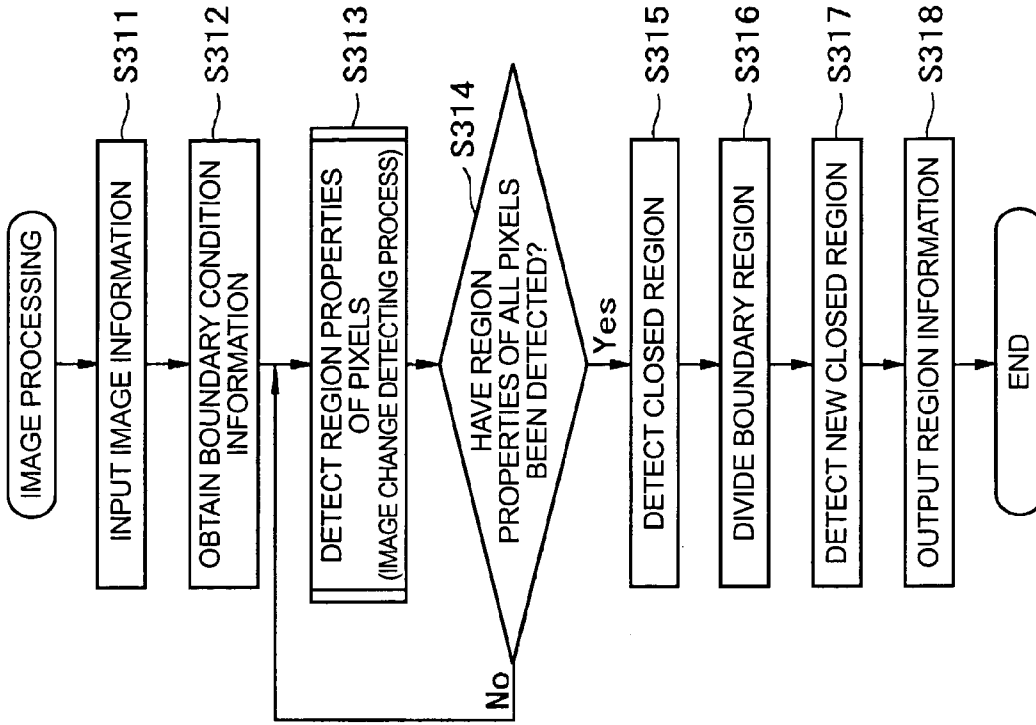 IMAGE PROCESSING
INPUT IMAGE INFORMATION
S311
OBTAIN BOUNDARY CONDITION
INFORMATION
S312
DETECT REGION PROPERTIES
OF PIXELS
(IMAGE CHANGE DETECTING PROCESS)
S313
HAVE REGION
PROPERTIES OF ALL PIXELS
BEEN DETECTED?
S314
No
Yes
DETECT CLOSED REGION
S315
DIVIDE BOUNDARY REGION
S316
DETECT NEW CLOSED REGION
S317
OUTPUT REGION INFORMATION
S318
END